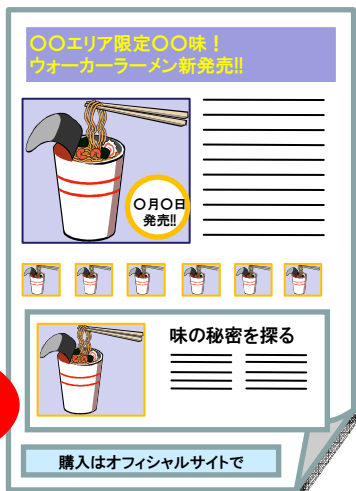 〇〇エリア限定〇〇味！
ウォーカーラーメン新発売!!
〇月〇日
発売!!
味の秘密を探る
購入はオフィシャルサイトで